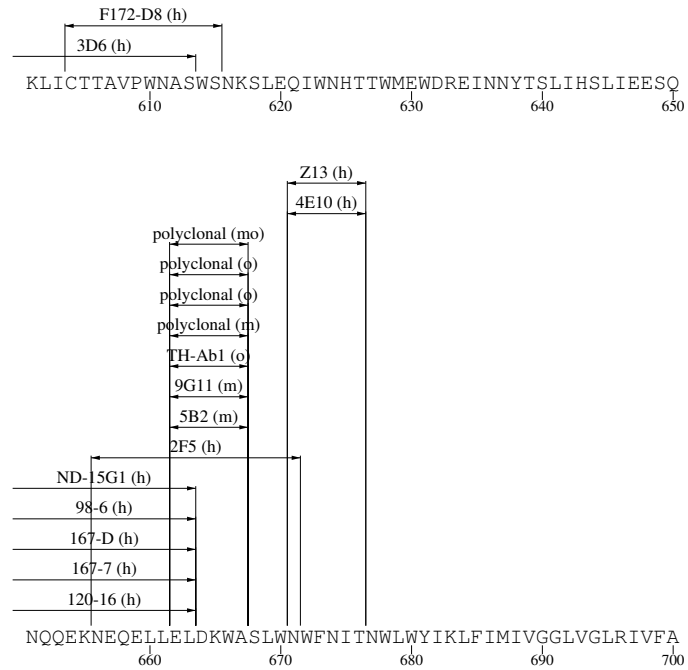 F172-D8 (h)
3D6 (h)
KLICTTAVPWNASWSNKSLEQIWNHTTWMEWDREINNYTSLIHSLIEESQ
610 620 630 640 650
Z13 (h)
4E10 (h)
polyclonal (mo)
polyclonal (o)
polyclonal (o)
polyclonal (m)
TH-Ab1 (o)
9G11 (m)
5B2 (m)
2F5 (h)
ND-15G1 (h)
98-6 (h)
167-D (h)
167-7 (h)
120-16 (h)
NQQEKNEQELLELDKWASLWNWFNITNWLWYIKLFIMIVGGLVGLRIVFA
660 670 680 690 700